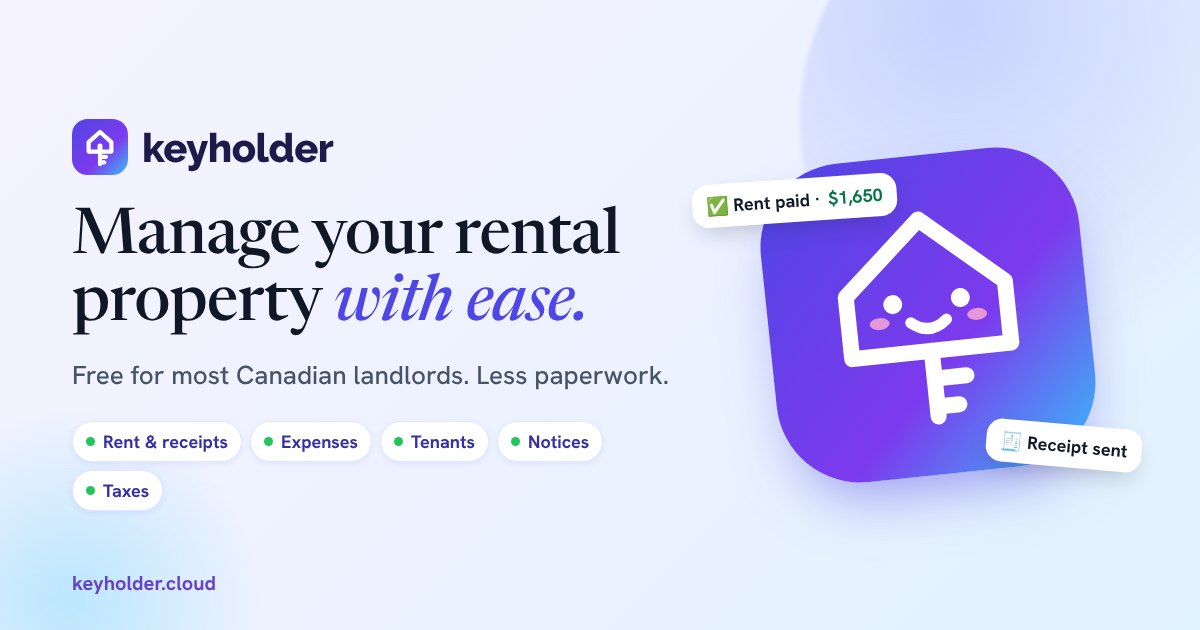 keyholder
Manage your rental
property with ease.
Free for most Canadian landlords. Less paperwork.
Rent & receipts
Expenses
Tenants
Notices
Taxes
keyholder.cloud
✅ Rent paid · $1,650
🧾 Receipt sent